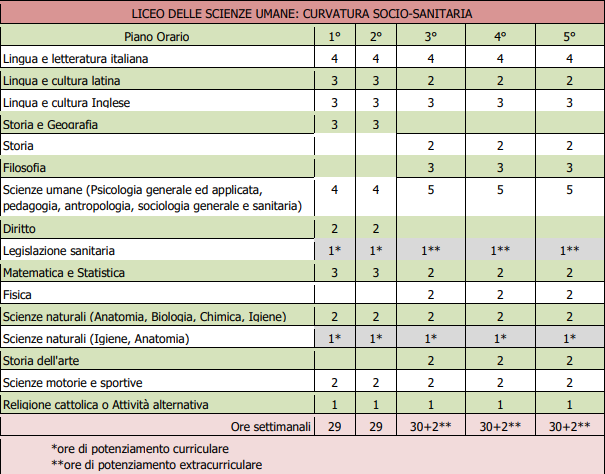 LICEO DELLE SCIENZE UMANE: CURVATURA SOCIO-SANITARIA
Piano Orario 1° 2° 3° 4° 5°
Lingua e letteratura italiana 4 4 4 4 4
Lingua e cultura latina 3 3 2 2 2
Lingua e cultura Inglese 3 3 3 3 3
Storia e Geografia 3 3
Storia 2 2 2
Filosofia 3 3 3
Scienze umane (Psicologia generale ed applicata, 4 4 5 5 5
pedagogia, antropologia, sociologia generale e sanitaria)
Diritto 2 2
Legislazione sanitaria 1* 1* 1** 1** 1**
Matematica e Statistica 3 3 2 2 2
Fisica 2 2 2
Scienze naturali (Anatomia, Biologia, Chimica, Igiene) 2 2 2 2 2
Scienze naturali (Igiene, Anatomia) 1* 1* 1* 1* 1*
Storia dell'arte 2 2 2
Scienze motorie e sportive 2 2 2 2 2
Religione cattolica o Attività alternativa 1 1 1 1 1
Ore settimanali 29 29 30+2** 30+2** 30+2**
*ore di potenziamento curriculare
**ore di potenziamento extracurriculare